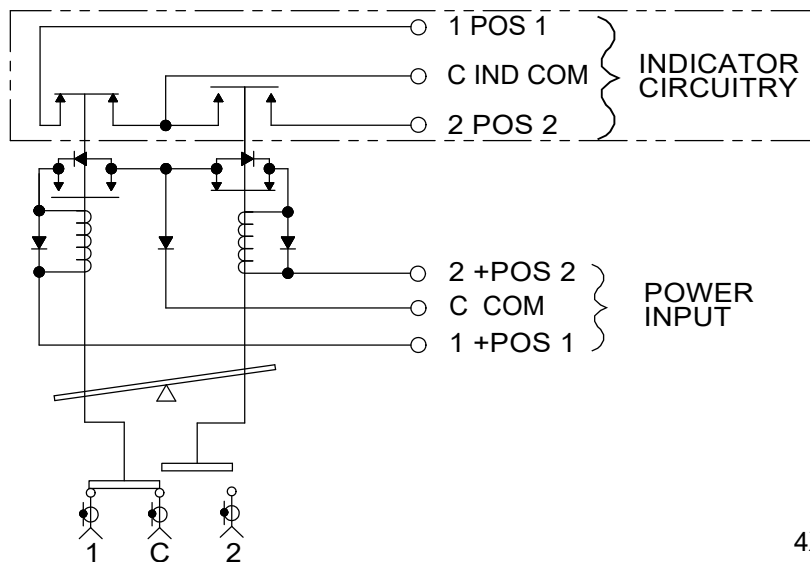 1 POS 1
C IND COM
2 POS 2
INDICATOR
CIRCUITRY
2 +POS 2
C COM
1 +POS 1
POWER
INPUT
1 C 2
4